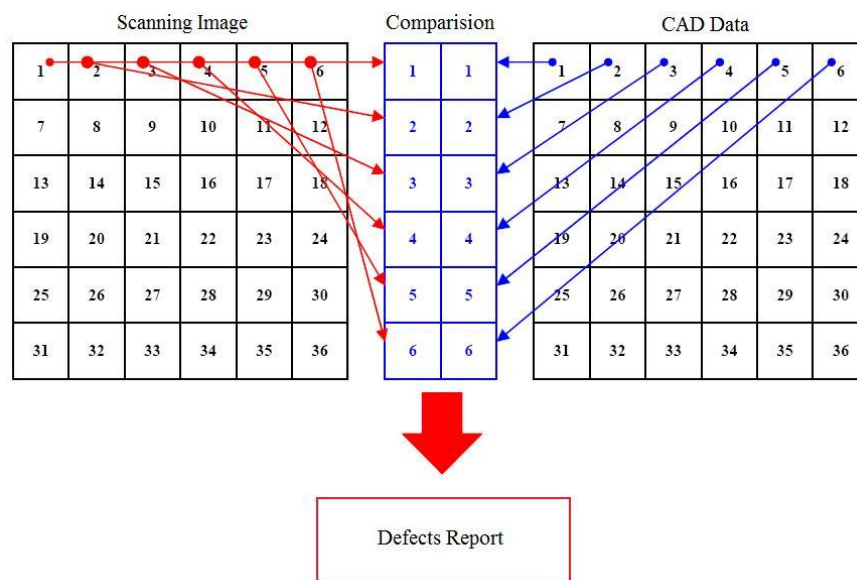 Scanning Image Comparision CAD Data
1 2 3 4 5 6 1 1 1 2 3 4 5 6
7 8 9 10 11 12 2 2 7 8 9 10 11 12
13 14 15 16 17 18 3 3 13 14 15 16 17 18
19 20 21 22 23 24 4 4 19 20 21 22 23 24
25 26 27 28 29 30 5 5 25 26 27 28 29 30
31 32 33 34 35 36 6 6 31 32 33 34 35 36
Defects Report